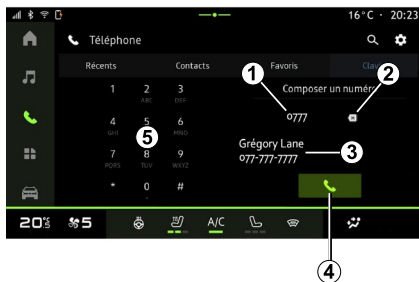 16°C · 20:23
Téléphone
Récents Contacts Favoris Clav
1 2 3 Composer un numéro
ABC DEF
1 0777 2
4 5 6
GHI MNO
5
Grégory Lane
077-777-7777 3
7 8 9
PQRS TUV WXYZ
* 0 #
20.5 5 A/C
4